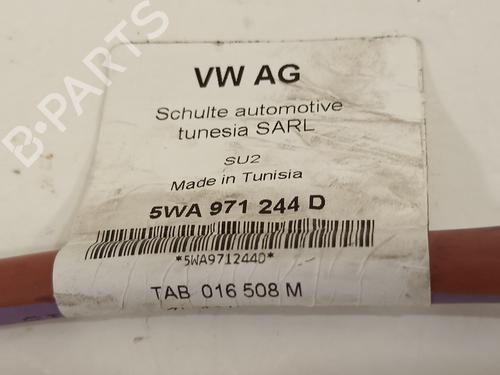 B-PARTS
VW AG
Schulte automotive
tunesia SARL
SU2
Made in Tunisia
5WA 971 244 D
*5WA971244D*
TAB 016 508 M